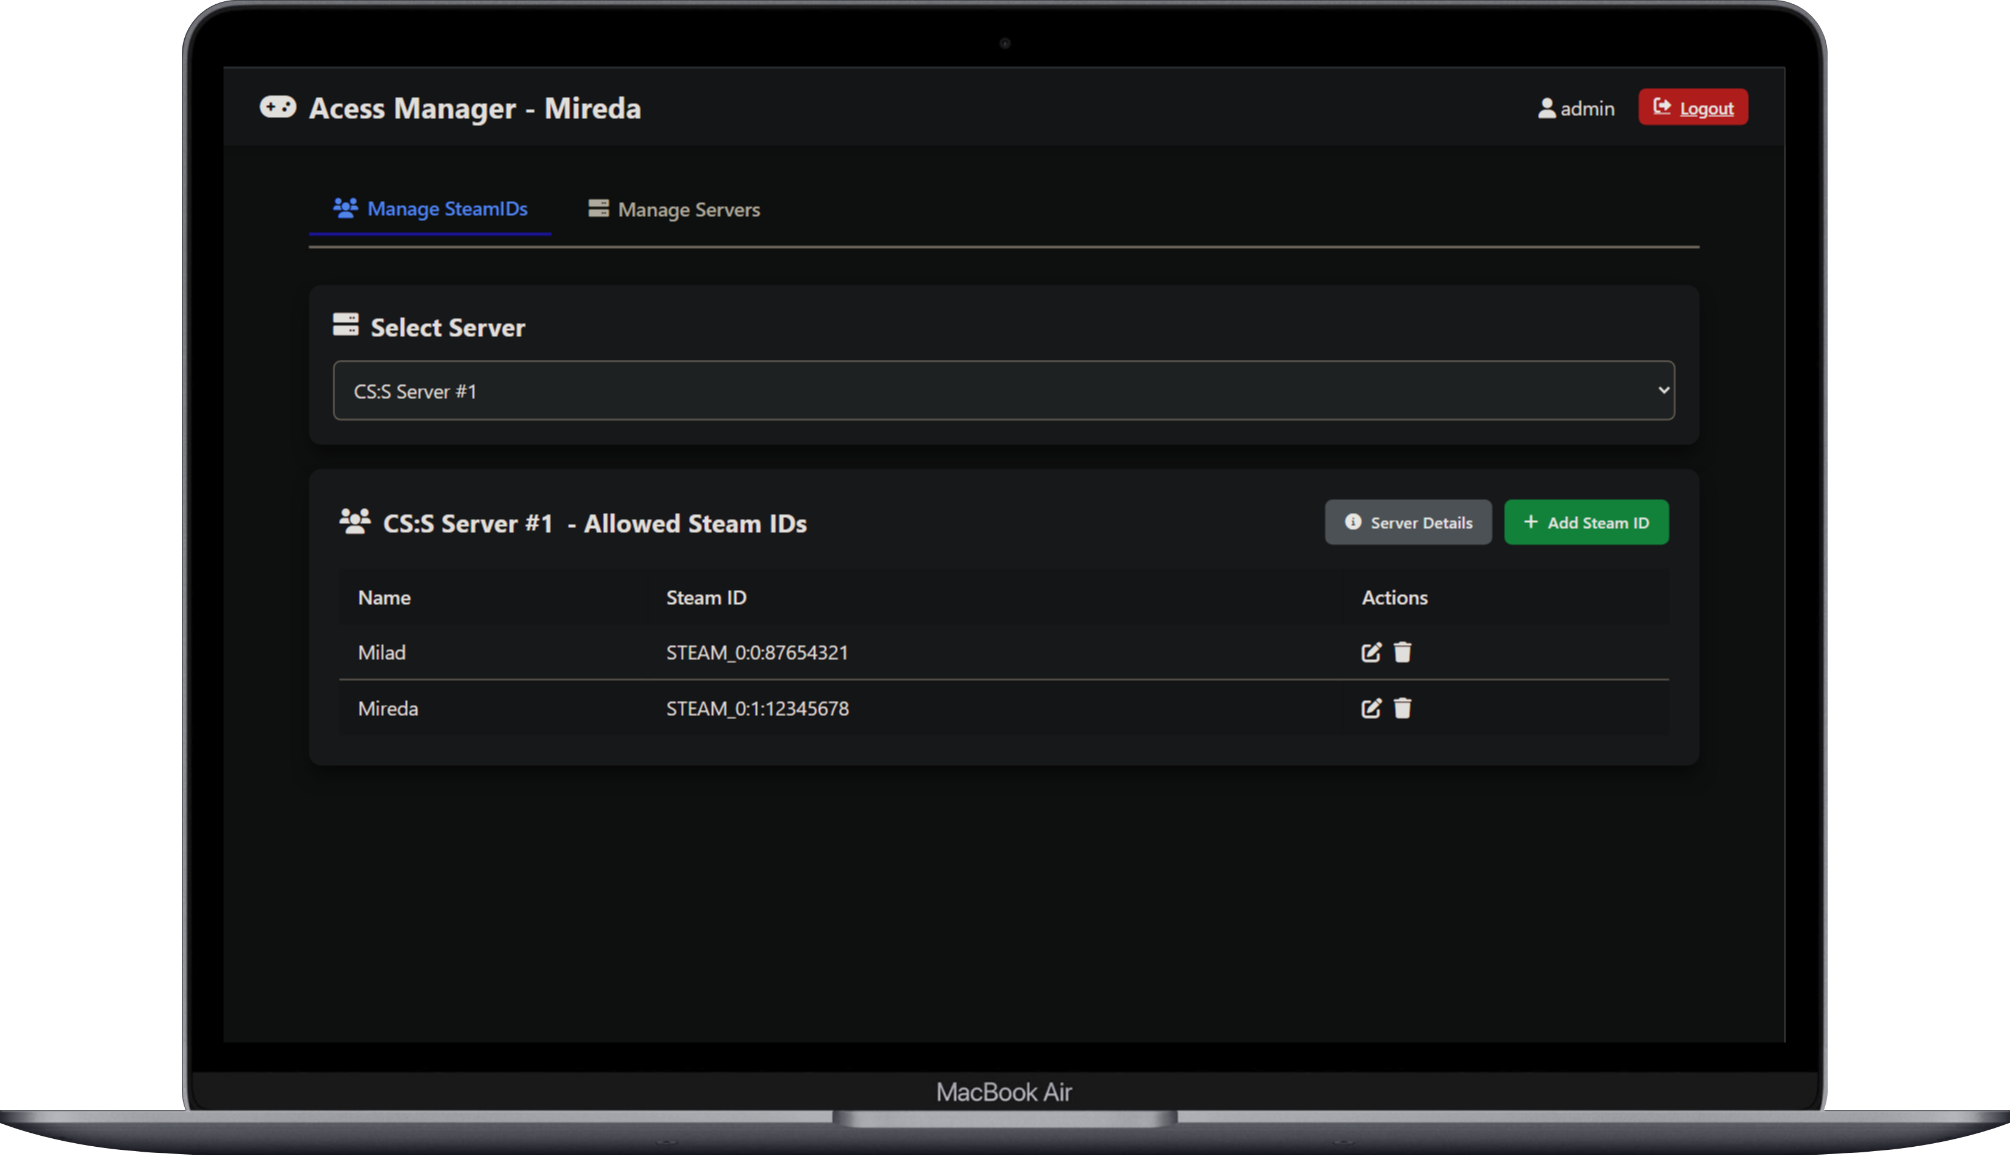 Acess Manager - Mireda
admin
Logout
Manage SteamIDs
Manage Servers
Select Server
CS:S Server #1
CS:S Server #1 - Allowed Steam IDs
Server Details
Add Steam ID
Name Steam ID Actions
Milad STEAM_0:0:87654321
Mireda STEAM_0:1:12345678
MacBook Air